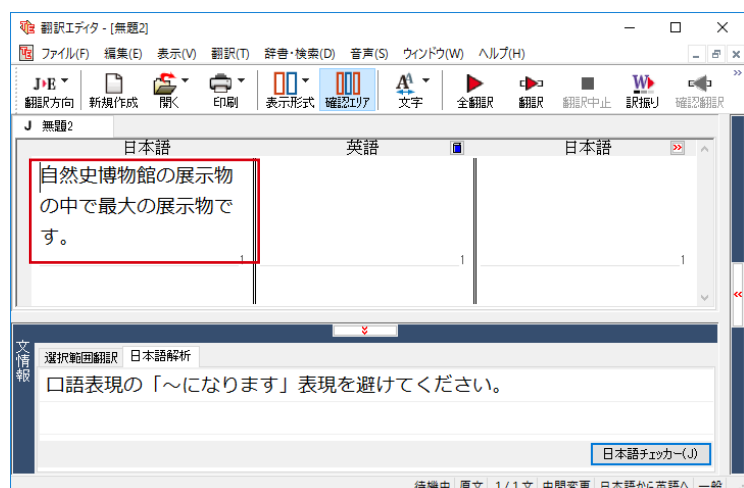 翻訳エディタ - [無題2]
ファイル(F) 編集(E) 表示(V) 翻訳(T) 辞書・検索(D) 音声(S) ウィンドウ(W) ヘルプ(H)
J▸E
翻訳方向 新規作成 開く 印刷 表示形式 確認エリア 文字 全翻訳 翻訳 翻訳中止 訳振り 確認翻訳
J 無題2
日本語 英語 日本語
自然史博物館の展示物
の中で最大の展示物で
す。
1 1 1
文情報
選択範囲翻訳 日本語解析
口語表現の「~になります」表現を避けてください。
日本語チェッカー(J)
待機中 原文 1/1文 中間変更 日本語から英語へ 一般